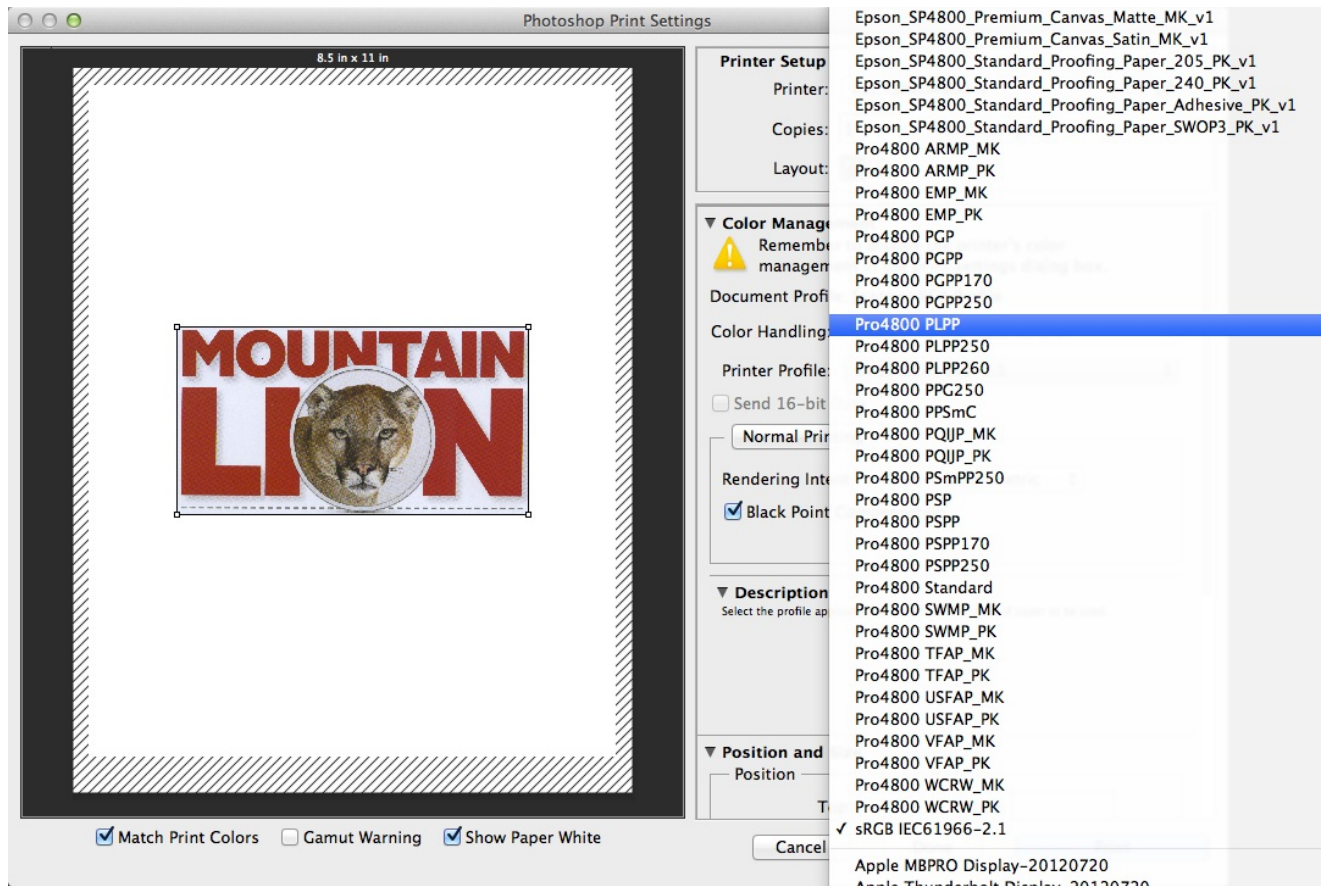 Photoshop Print Settings
8.5 in x 11 in
MOUNTAIN
LION
Match Print Colors
Gamut Warning
Show Paper White
Printer Setup
Printer:
Copies:
Layout:
Color Manage
Remembe
managem
Document Profi
Color Handling:
Printer Profile:
Send 16-bit
Normal Prin
Rendering Inte
Black Point
Description
Select the profile ap
Position and
Position
Cancel
Epson_SP4800_Premium_Canvas_Matte_MK_v1
Epson_SP4800_Premium_Canvas_Satin_MK_v1
Epson_SP4800_Standard_Proofing_Paper_205_PK_v1
Epson_SP4800_Standard_Proofing_Paper_240_PK_v1
Epson_SP4800_Standard_Proofing_Paper_Adhesive_PK_v1
Epson_SP4800_Standard_Proofing_Paper_SWOP3_PK_v1
Pro4800 ARMP_MK
Pro4800 ARMP_PK
Pro4800 EMP_MK
Pro4800 EMP_PK
Pro4800 PGP
Pro4800 PGPP
Pro4800 PGPP170
Pro4800 PGPP250
Pro4800 PLPP
Pro4800 PLPP250
Pro4800 PLPP260
Pro4800 PPG250
Pro4800 PPSmC
Pro4800 PQIJP_MK
Pro4800 PQIJP_PK
Pro4800 PSmPP250
Pro4800 PSP
Pro4800 PSPP
Pro4800 PSPP170
Pro4800 PSPP250
Pro4800 Standard
Pro4800 SWMP_MK
Pro4800 SWMP_PK
Pro4800 TFAP_MK
Pro4800 TFAP_PK
Pro4800 USFAP_MK
Pro4800 USFAP_PK
Pro4800 VFAP_MK
Pro4800 VFAP_PK
Pro4800 WCRW_MK
Pro4800 WCRW_PK
✓ sRGB IEC61966-2.1
Apple MBPRO Display-20120720
Apple Thunderbolt Display-20120720